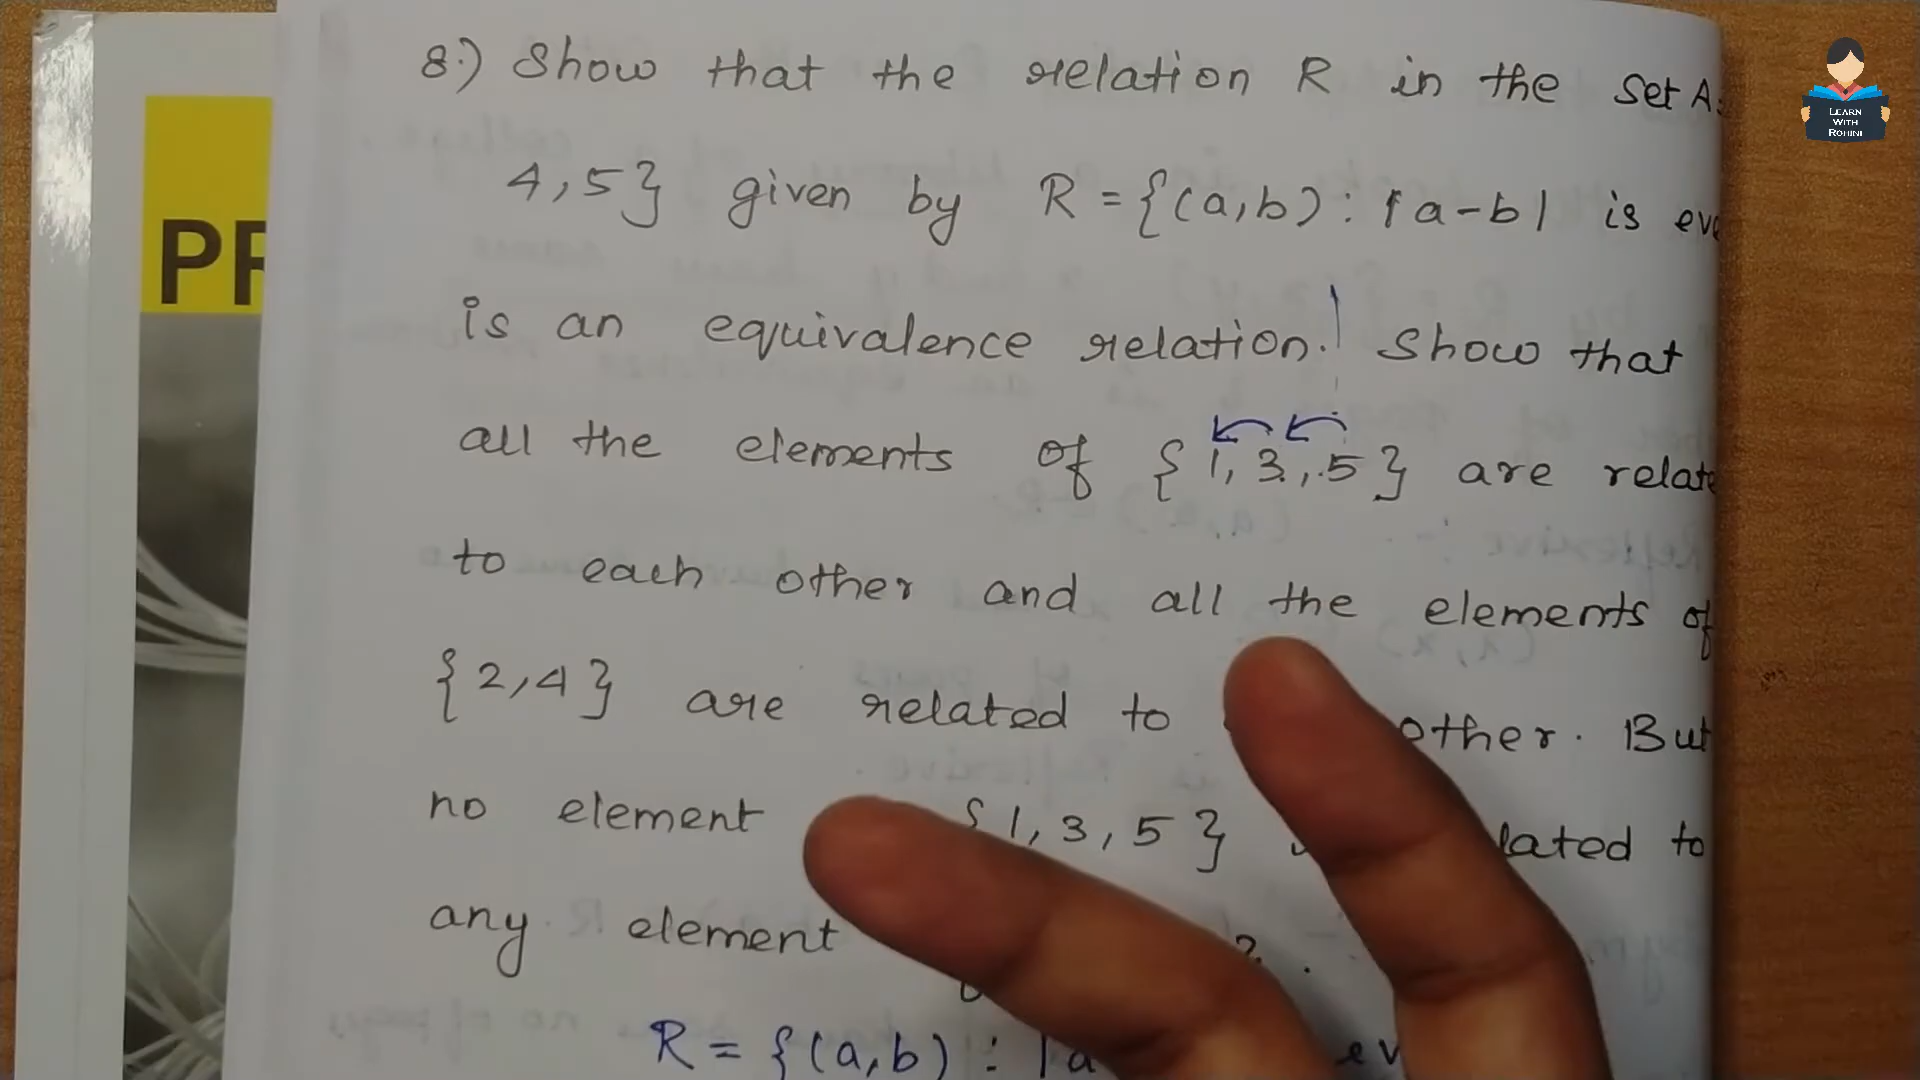 8.) Show that the relation R in the set A
4,5} given by R = {(a,b) : |a-b| is
is an equivalence relation. Show that
all the elements of {1,3,5} are
to each other and all the elements of
{2,4} are related to other. But
no element {1,3,5}
to
any element
R = {(a,b) : |a
PR
LEARN
WITH
ROHINI